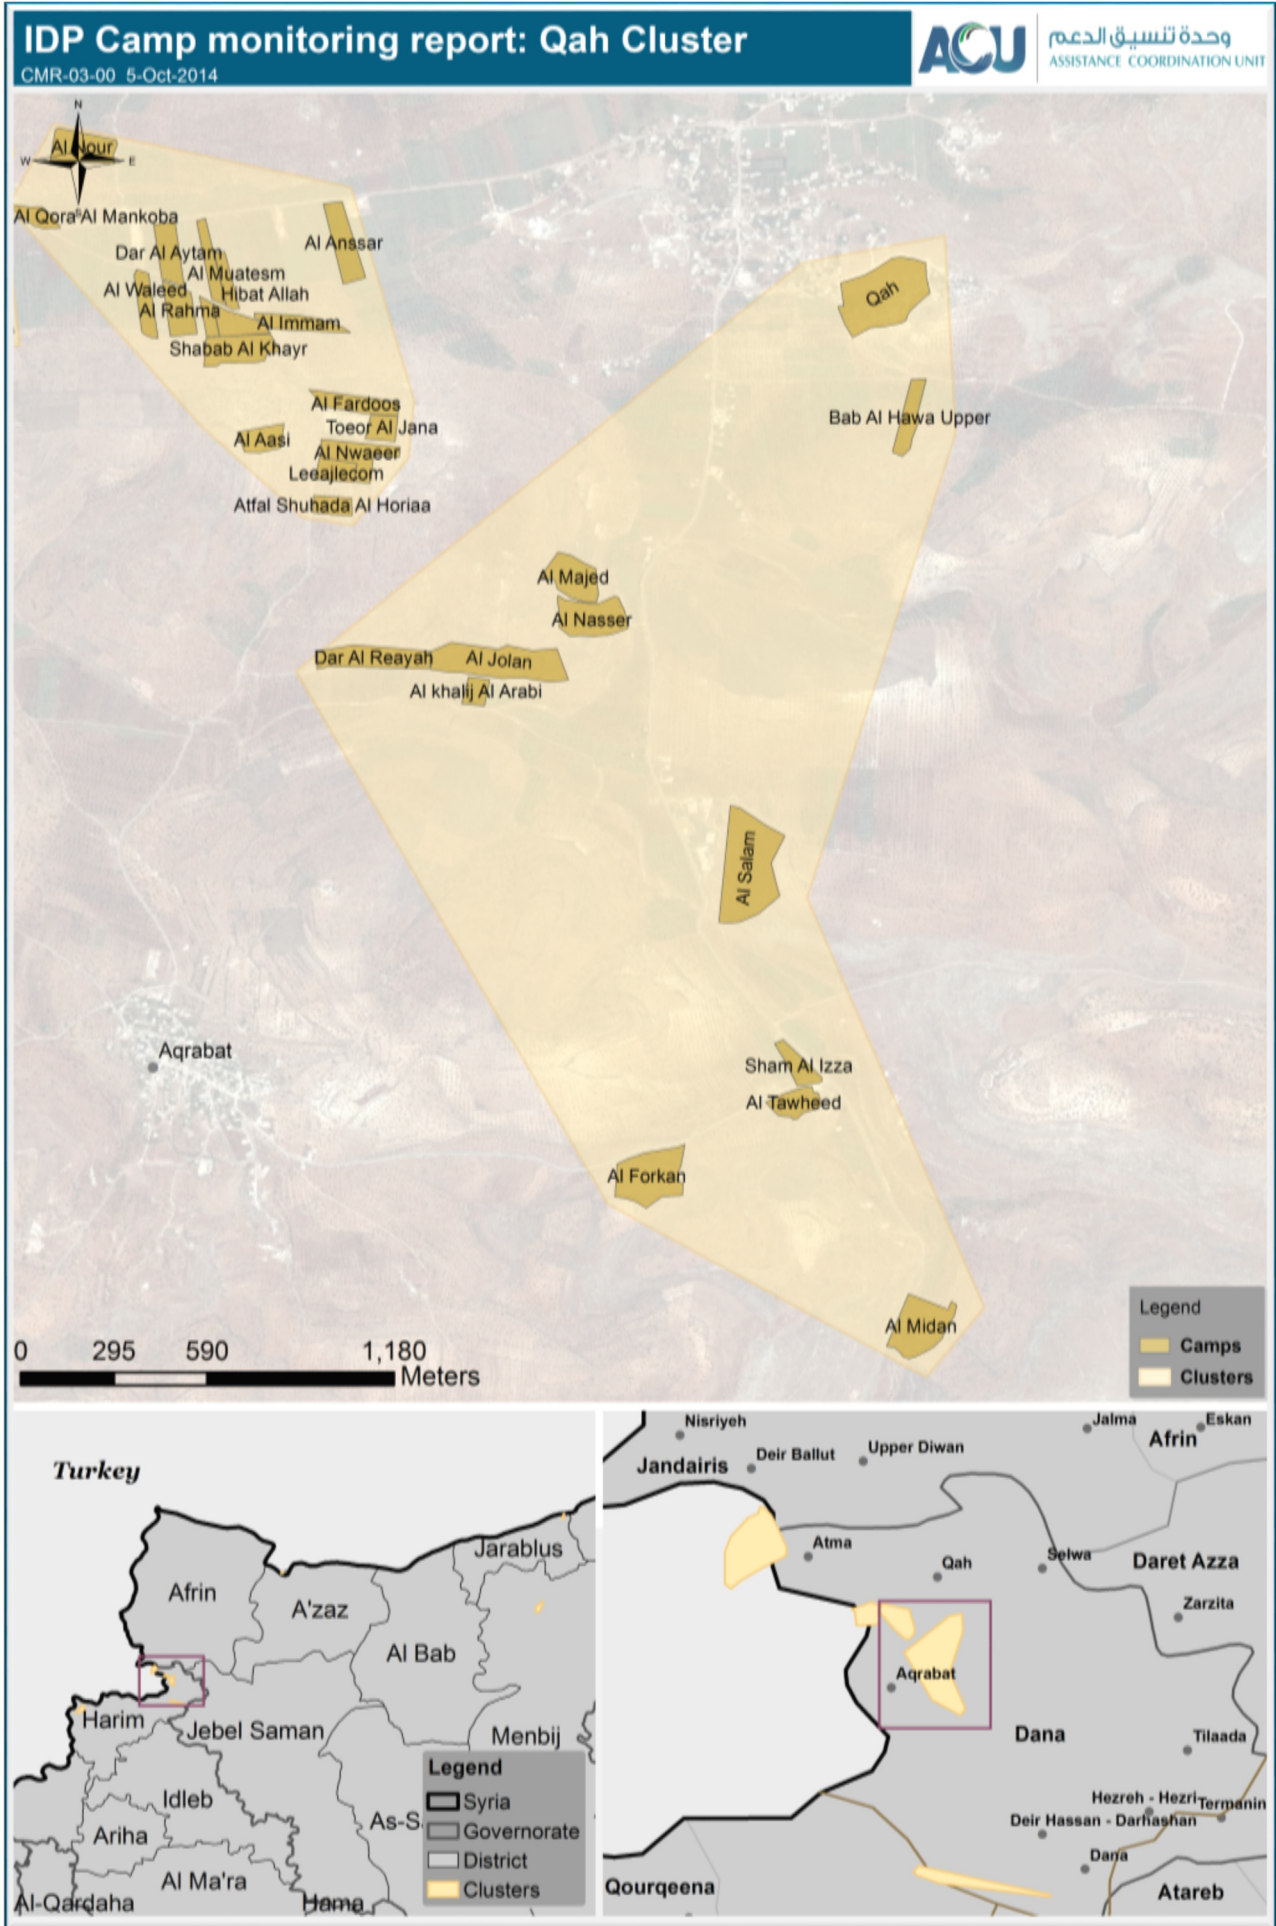 IDP Camp monitoring report: Qah Cluster
CMR-03-00 5-Oct-2014
ACU
وحدة تنسيق الدعم
ASSISTANCE COORDINATION UNIT
N
W
E
S
Al Nour
Al Qora
Al Mankoba
Dar Al Aytam
Al Anssar
Al Muatesm
Al Waleed
Hibat Allah
Al Rahma
Al Immam
Shabab Al Khayr
Qah
Al Fardoos
Toeor Al Jana
Al Aasi
Al Nwaeer
Leeajlecom
Atfal Shuhada Al Horiaa
Bab Al Hawa Upper
Al Majed
Al Nasser
Dar Al Reayah
Al Jolan
Al khalij Al Arabi
Al Salam
Aqrabat
Sham Al Izza
Al Tawheed
Al Forkan
Al Midan
0 295 590 1,180
Meters
Legend
Camps
Clusters
Turkey
Jarablus
Afrin
A'zaz
Al Bab
Harim
Jebel Saman
Menbij
Idleb
Ariha
As-S
Al Ma'ra
Al-Qardaha
Hama
Legend
Syria
Governorate
District
Clusters
Nisriyeh
Jalma
Eskan
Afrin
Deir Ballut
Upper Diwan
Jandairis
Atma
Qah
Selwa
Daret Azza
Zarzita
Aqrabat
Dana
Tilaada
Hezreh - Hezri
Termanin
Deir Hassan - Darhashan
Dana
Qourqeena
Atareb